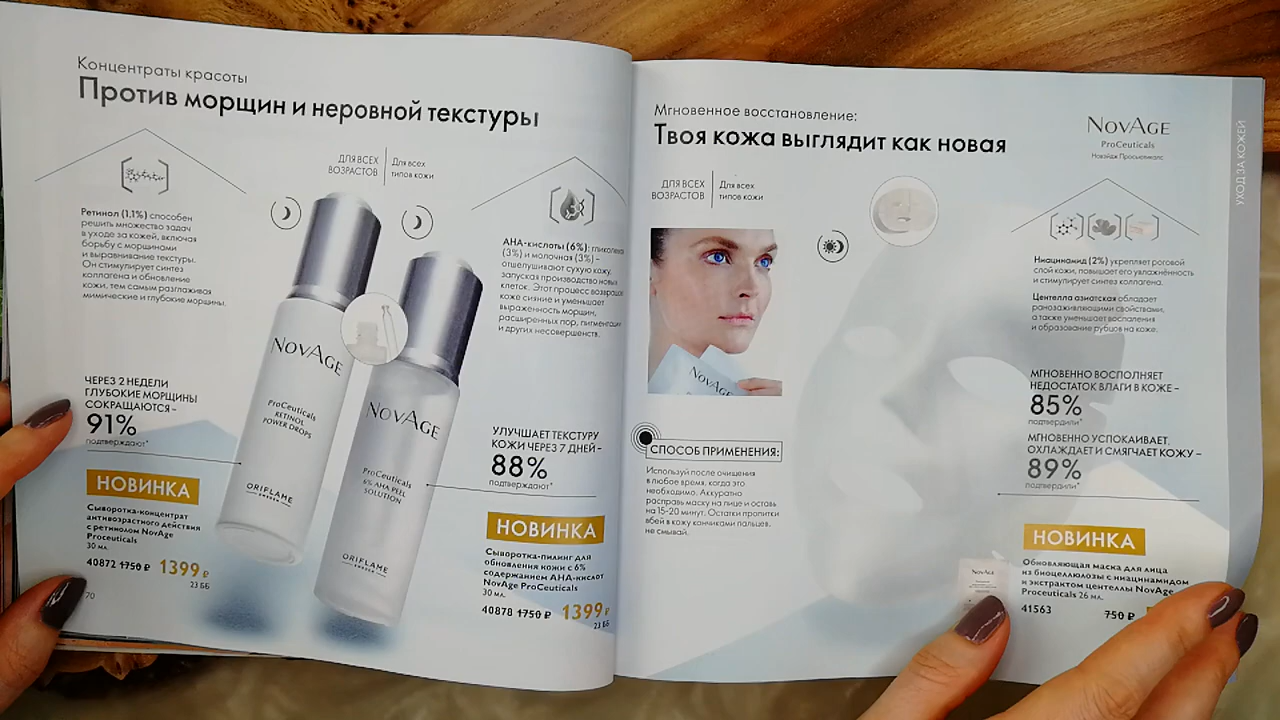 Концентраты красоты
Против морщин и неровной текстуры
ДЛЯ ВСЕХ
ВОЗРАСТОВ
Для всех
типов кожи
Ретинол (1,1%) способен
решить множество задач
в уходе за кожей, включая
борьбу с морщинами
и выравнивание текстуры.
Он стимулирует синтез
коллагена и обновление
кожи, тем самым разглаживая
мимические и глубокие морщины.
ЧЕРЕЗ 2 НЕДЕЛИ
ГЛУБОКИЕ МОРЩИНЫ
СОКРАЩАЮТСЯ –
91%
подтверждают*
НОВИНКА
Сыворотка-концентрат
антивозрастного действия
с ретинолом NovAge
Proceuticals
30 мл.
40872 1750 ₽ 1399 ₽
23 ББ
70
NOVAGE
ProCeuticals
RETINOL
POWER DROPS
ORIFLAME
SWEDEN
NOVAGE
ProCeuticals
6% AHA PEEL
SOLUTION
ORIFLAME
SWEDEN
АНА-кислоты (6%):
(3%) и молочная (3%) –
отшелушивают сухую кожу,
запуская производство новых
клеток. Этот процесс
коже сияние и уменьшает
выраженность морщин,
расширенных пор,
и других несовершенств.
УЛУЧШАЕТ ТЕКСТУРУ
КОЖИ ЧЕРЕЗ 7 ДНЕЙ –
88%
подтверждают*
НОВИНКА
Сыворотка-пилинг для
обновления кожи с 6%
содержанием АНА-кислот
NovAge ProCeuticals
30 мл.
40878 1750 ₽ 1399 ₽
23 ББ
Мгновенное восстановление:
Твоя кожа выглядит как новая
NOVAGE
ProCeuticals
НовЭйдж Просьютикалс
УХОД ЗА КОЖЕЙ
ДЛЯ ВСЕХ
ВОЗРАСТОВ
Для всех
типов кожи
NOVAGE
СПОСОБ ПРИМЕНЕНИЯ:
Используй после очищения
в любое время, когда это
необходимо. Аккуратно
расправь маску на лице и оставь
на 15-20 минут. Остатки пропитки
вбей в кожу кончиками пальцев,
не смывай.
Ниацинамид (2%) укрепляет роговой
слой кожи, повышает его увлажнённость
и стимулирует синтез коллагена.
Центелла азиатская обладает
ранозаживляющими свойствами,
а также уменьшает воспаления
и образование рубцов на коже.
МГНОВЕННО ВОСПОЛНЯЕТ
НЕДОСТАТОК ВЛАГИ В КОЖЕ –
85%
подтвердили*
МГНОВЕННО УСПОКАИВАЕТ,
ОХЛАЖДАЕТ И СМЯГЧАЕТ КОЖУ –
89%
подтвердили*
НОВИНКА
Обновляющая маска для лица
из биоцеллюлозы с ниацинамидом
и экстрактом центеллы NovAge
Proceuticals 26 мл.
41563 750 ₽
NOVAGE